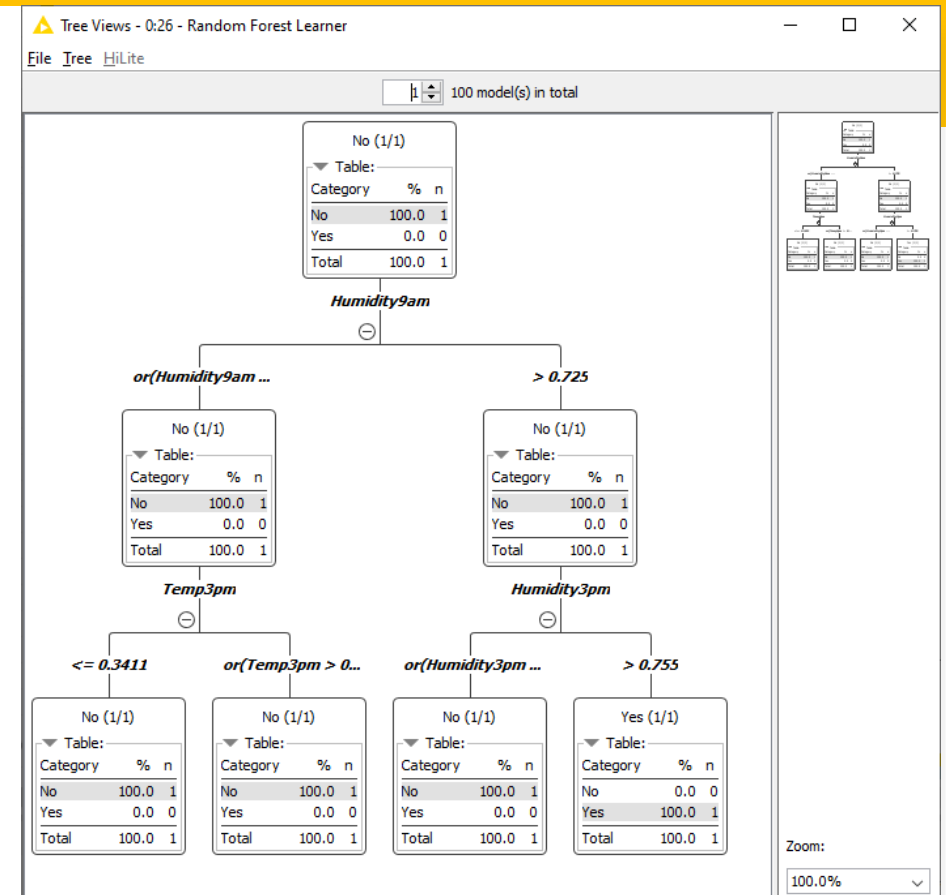 Tree Views - 0:26 - Random Forest Learner
File Tree HiLite
1 100 model(s) in total
No (1/1)
Table:
Category % n
No 100.0 1
Yes 0.0 0
Total 100.0 1
Humidity9am
or(Humidity9am ...
> 0.725
No (1/1)
Table:
Category % n
No 100.0 1
Yes 0.0 0
Total 100.0 1
No (1/1)
Table:
Category % n
No 100.0 1
Yes 0.0 0
Total 100.0 1
Temp3pm
Humidity3pm
<= 0.3411
or(Temp3pm > 0...
or(Humidity3pm ...
> 0.755
No (1/1)
Table:
Category % n
No 100.0 1
Yes 0.0 0
Total 100.0 1
No (1/1)
Table:
Category % n
No 100.0 1
Yes 0.0 0
Total 100.0 1
No (1/1)
Table:
Category % n
No 100.0 1
Yes 0.0 0
Total 100.0 1
Yes (1/1)
Table:
Category % n
No 0.0 0
Yes 100.0 1
Total 100.0 1
Zoom:
100.0%